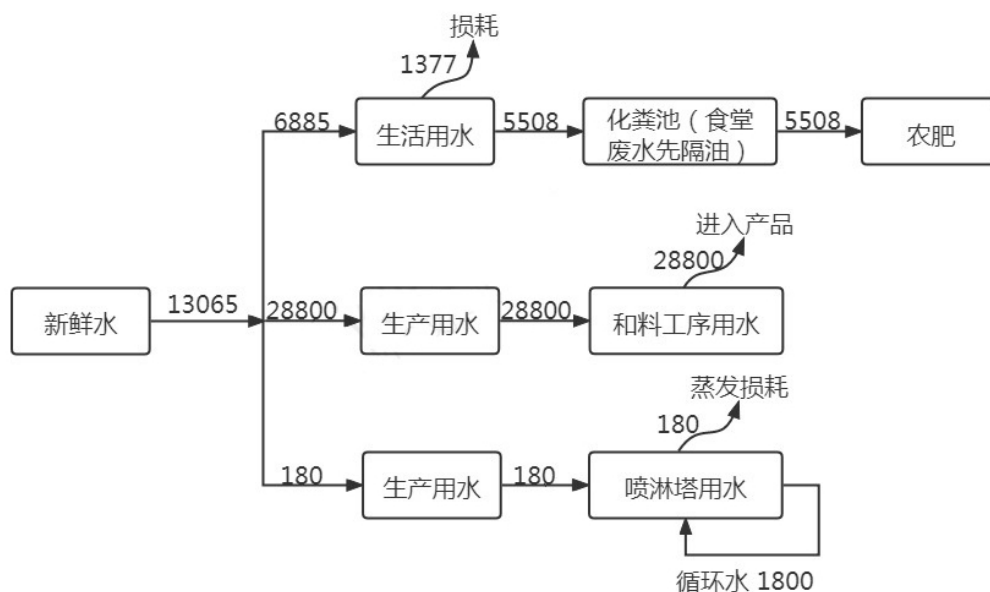 损耗
1377
6885
生活用水
5508
化粪池（食堂
废水先隔油）
5508
农肥
进入产品
28800
新鲜水
13065
28800
生产用水
28800
和料工序用水
蒸发损耗
180
180
生产用水
180
喷淋塔用水
循环水 1800